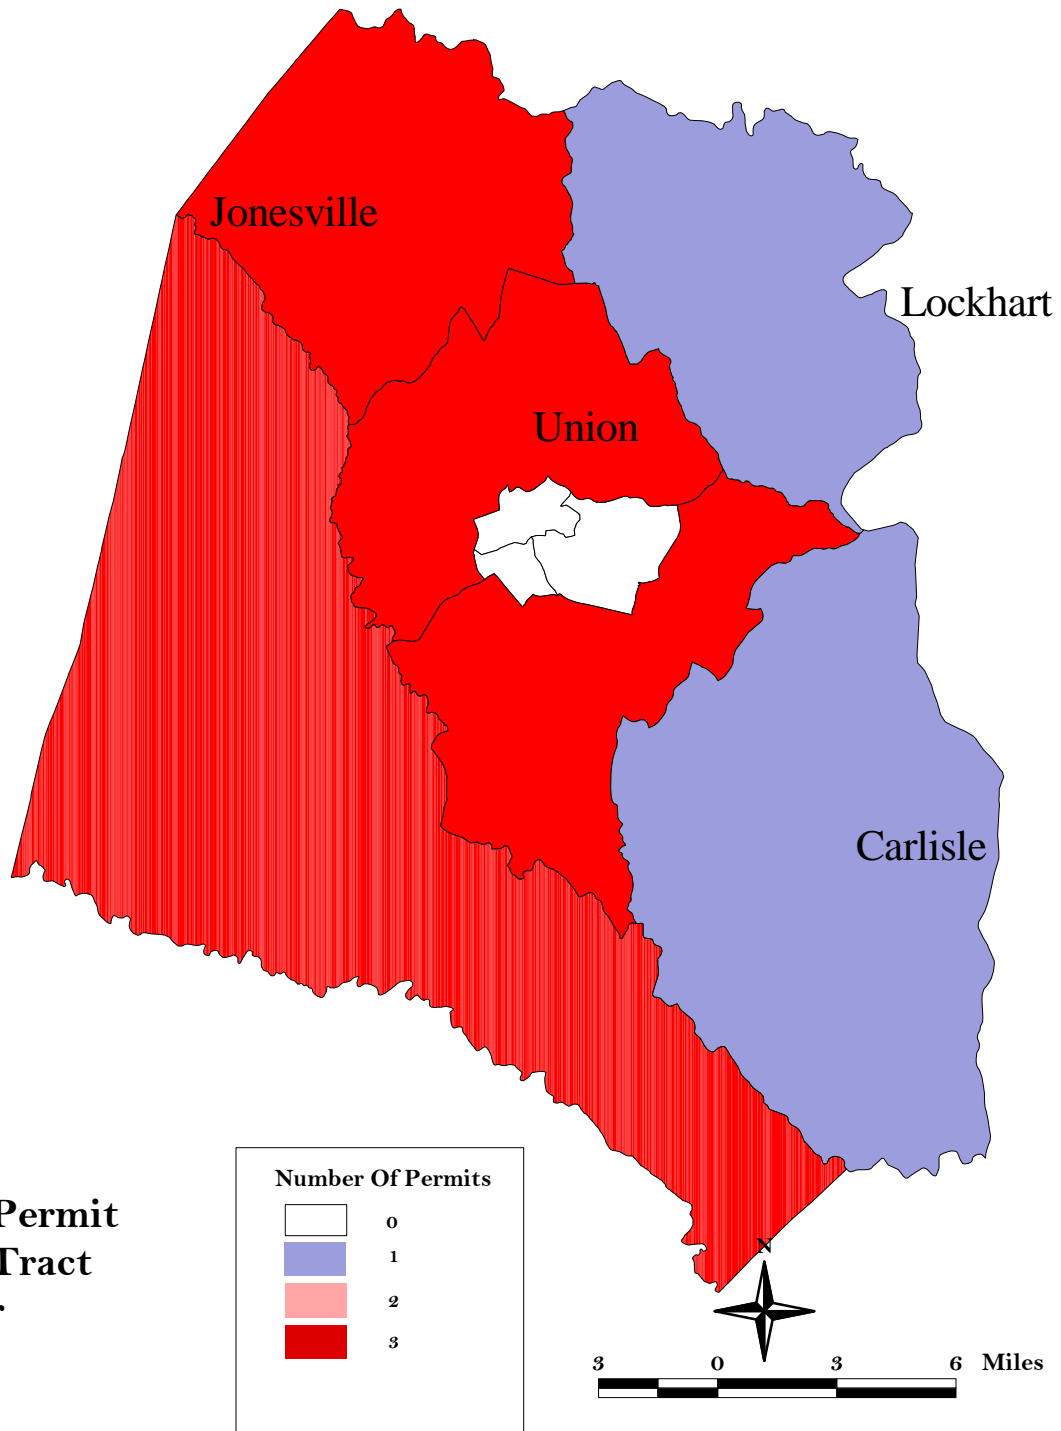 Jonesville
Lockhart
Union
Carlisle
Permit
Tract
Number Of Permits
0
1
2
3
N
3 0 3 6 Miles